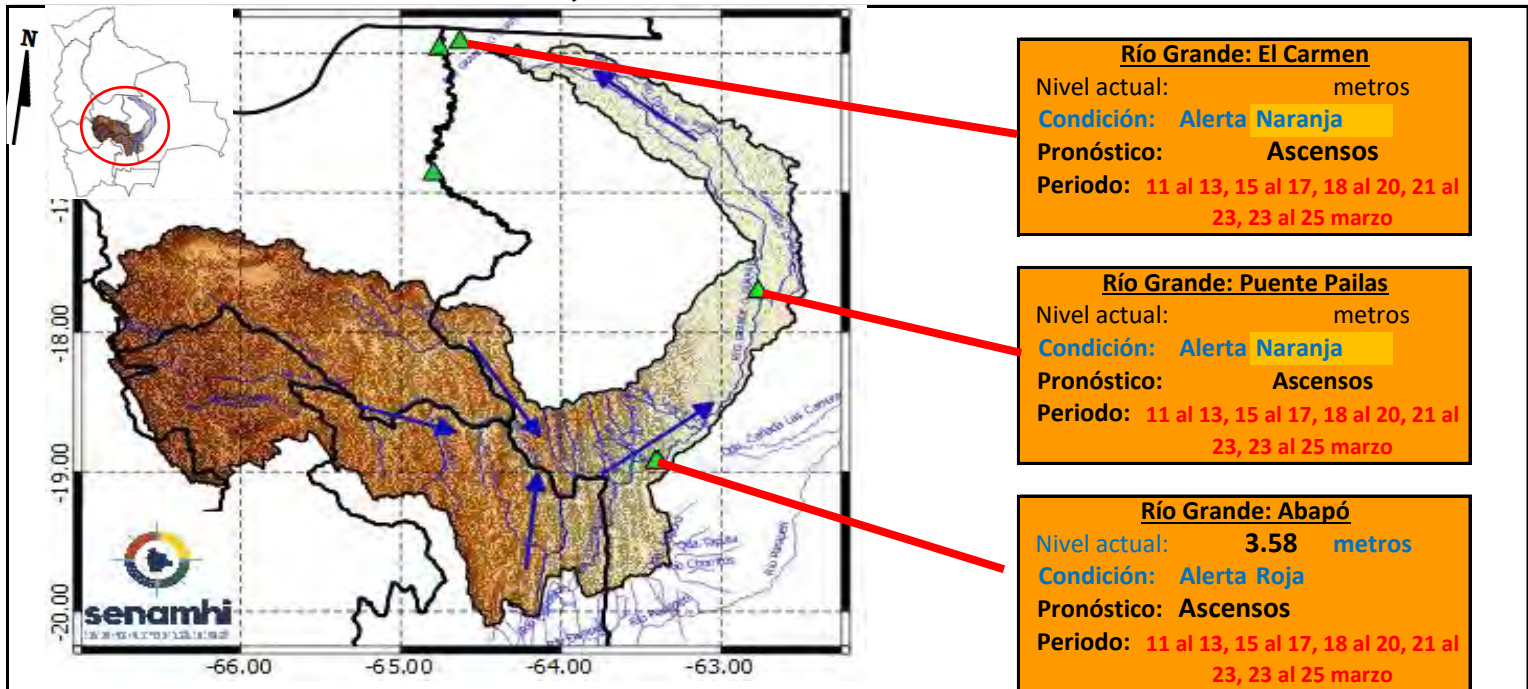 N
Río Grande: El Carmen
Nivel actual: metros
Condición: Alerta Naranja
Pronóstico: Ascensos
Periodo: 11 al 13, 15 al 17, 18 al 20, 21 al
23, 23 al 25 marzo
Río Grande: Puente Pailas
Nivel actual: metros
Condición: Alerta Naranja
Pronóstico: Ascensos
Periodo: 11 al 13, 15 al 17, 18 al 20, 21 al
23, 23 al 25 marzo
Río Grande: Abapó
Nivel actual: 3.58 metros
Condición: Alerta Roja
Pronóstico: Ascensos
Periodo: 11 al 13, 15 al 17, 18 al 20, 21 al
23, 23 al 25 marzo
-18.00
-19.00
-20.00
-66.00
-65.00
-64.00
-63.00
Qda. Cañada Las
senamhi